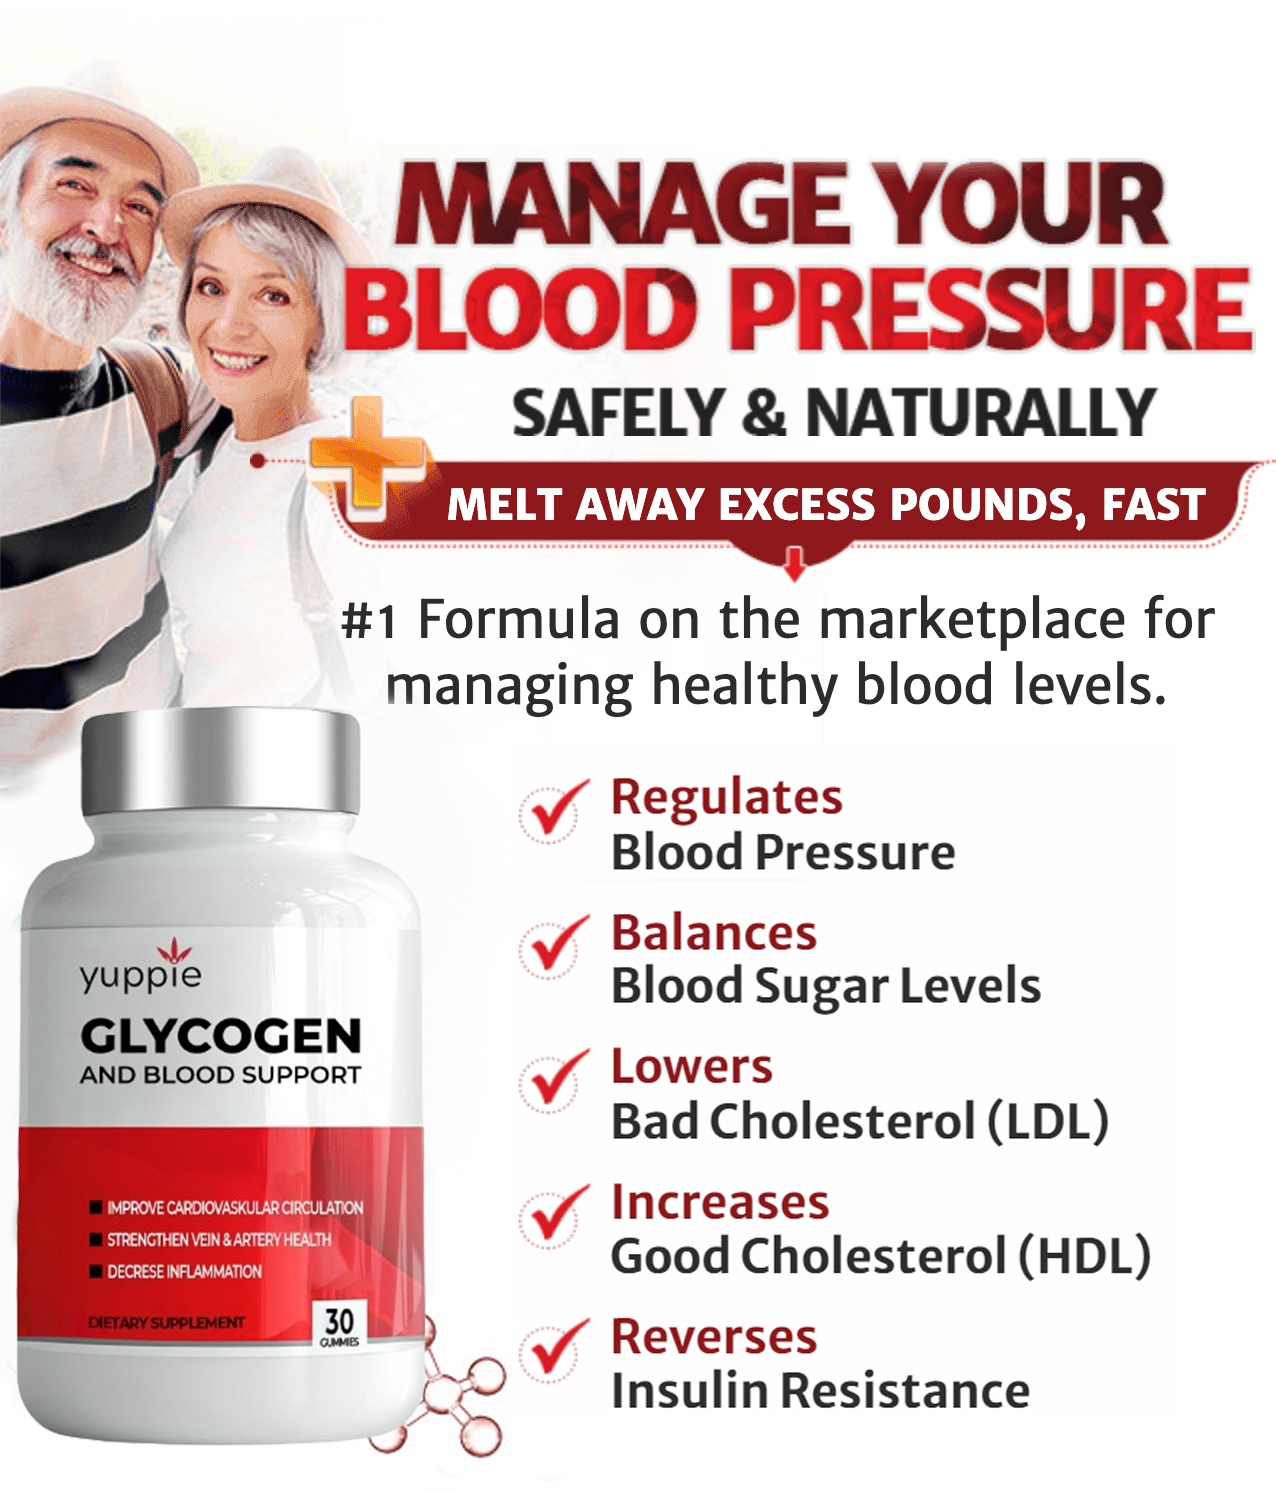 MANAGE YOUR
BLOOD PRESSURE
SAFELY & NATURALLY
MELT AWAY EXCESS POUNDS, FAST
#1 Formula on the marketplace for
managing healthy blood levels.
Regulates
Blood Pressure
Balances
Blood Sugar Levels
Lowers
Bad Cholesterol (LDL)
Increases
Good Cholesterol (HDL)
Reverses
Insulin Resistance
yuppie
GLYCOGEN
AND BLOOD SUPPORT
IMPROVE CARDIOVASKULAR CIRCULATION
STRENGTHEN VEIN & ARTERY HEALTH
DECRESE INFLAMMATION
DIETARY SUPPLEMENT
30
GUMMIES